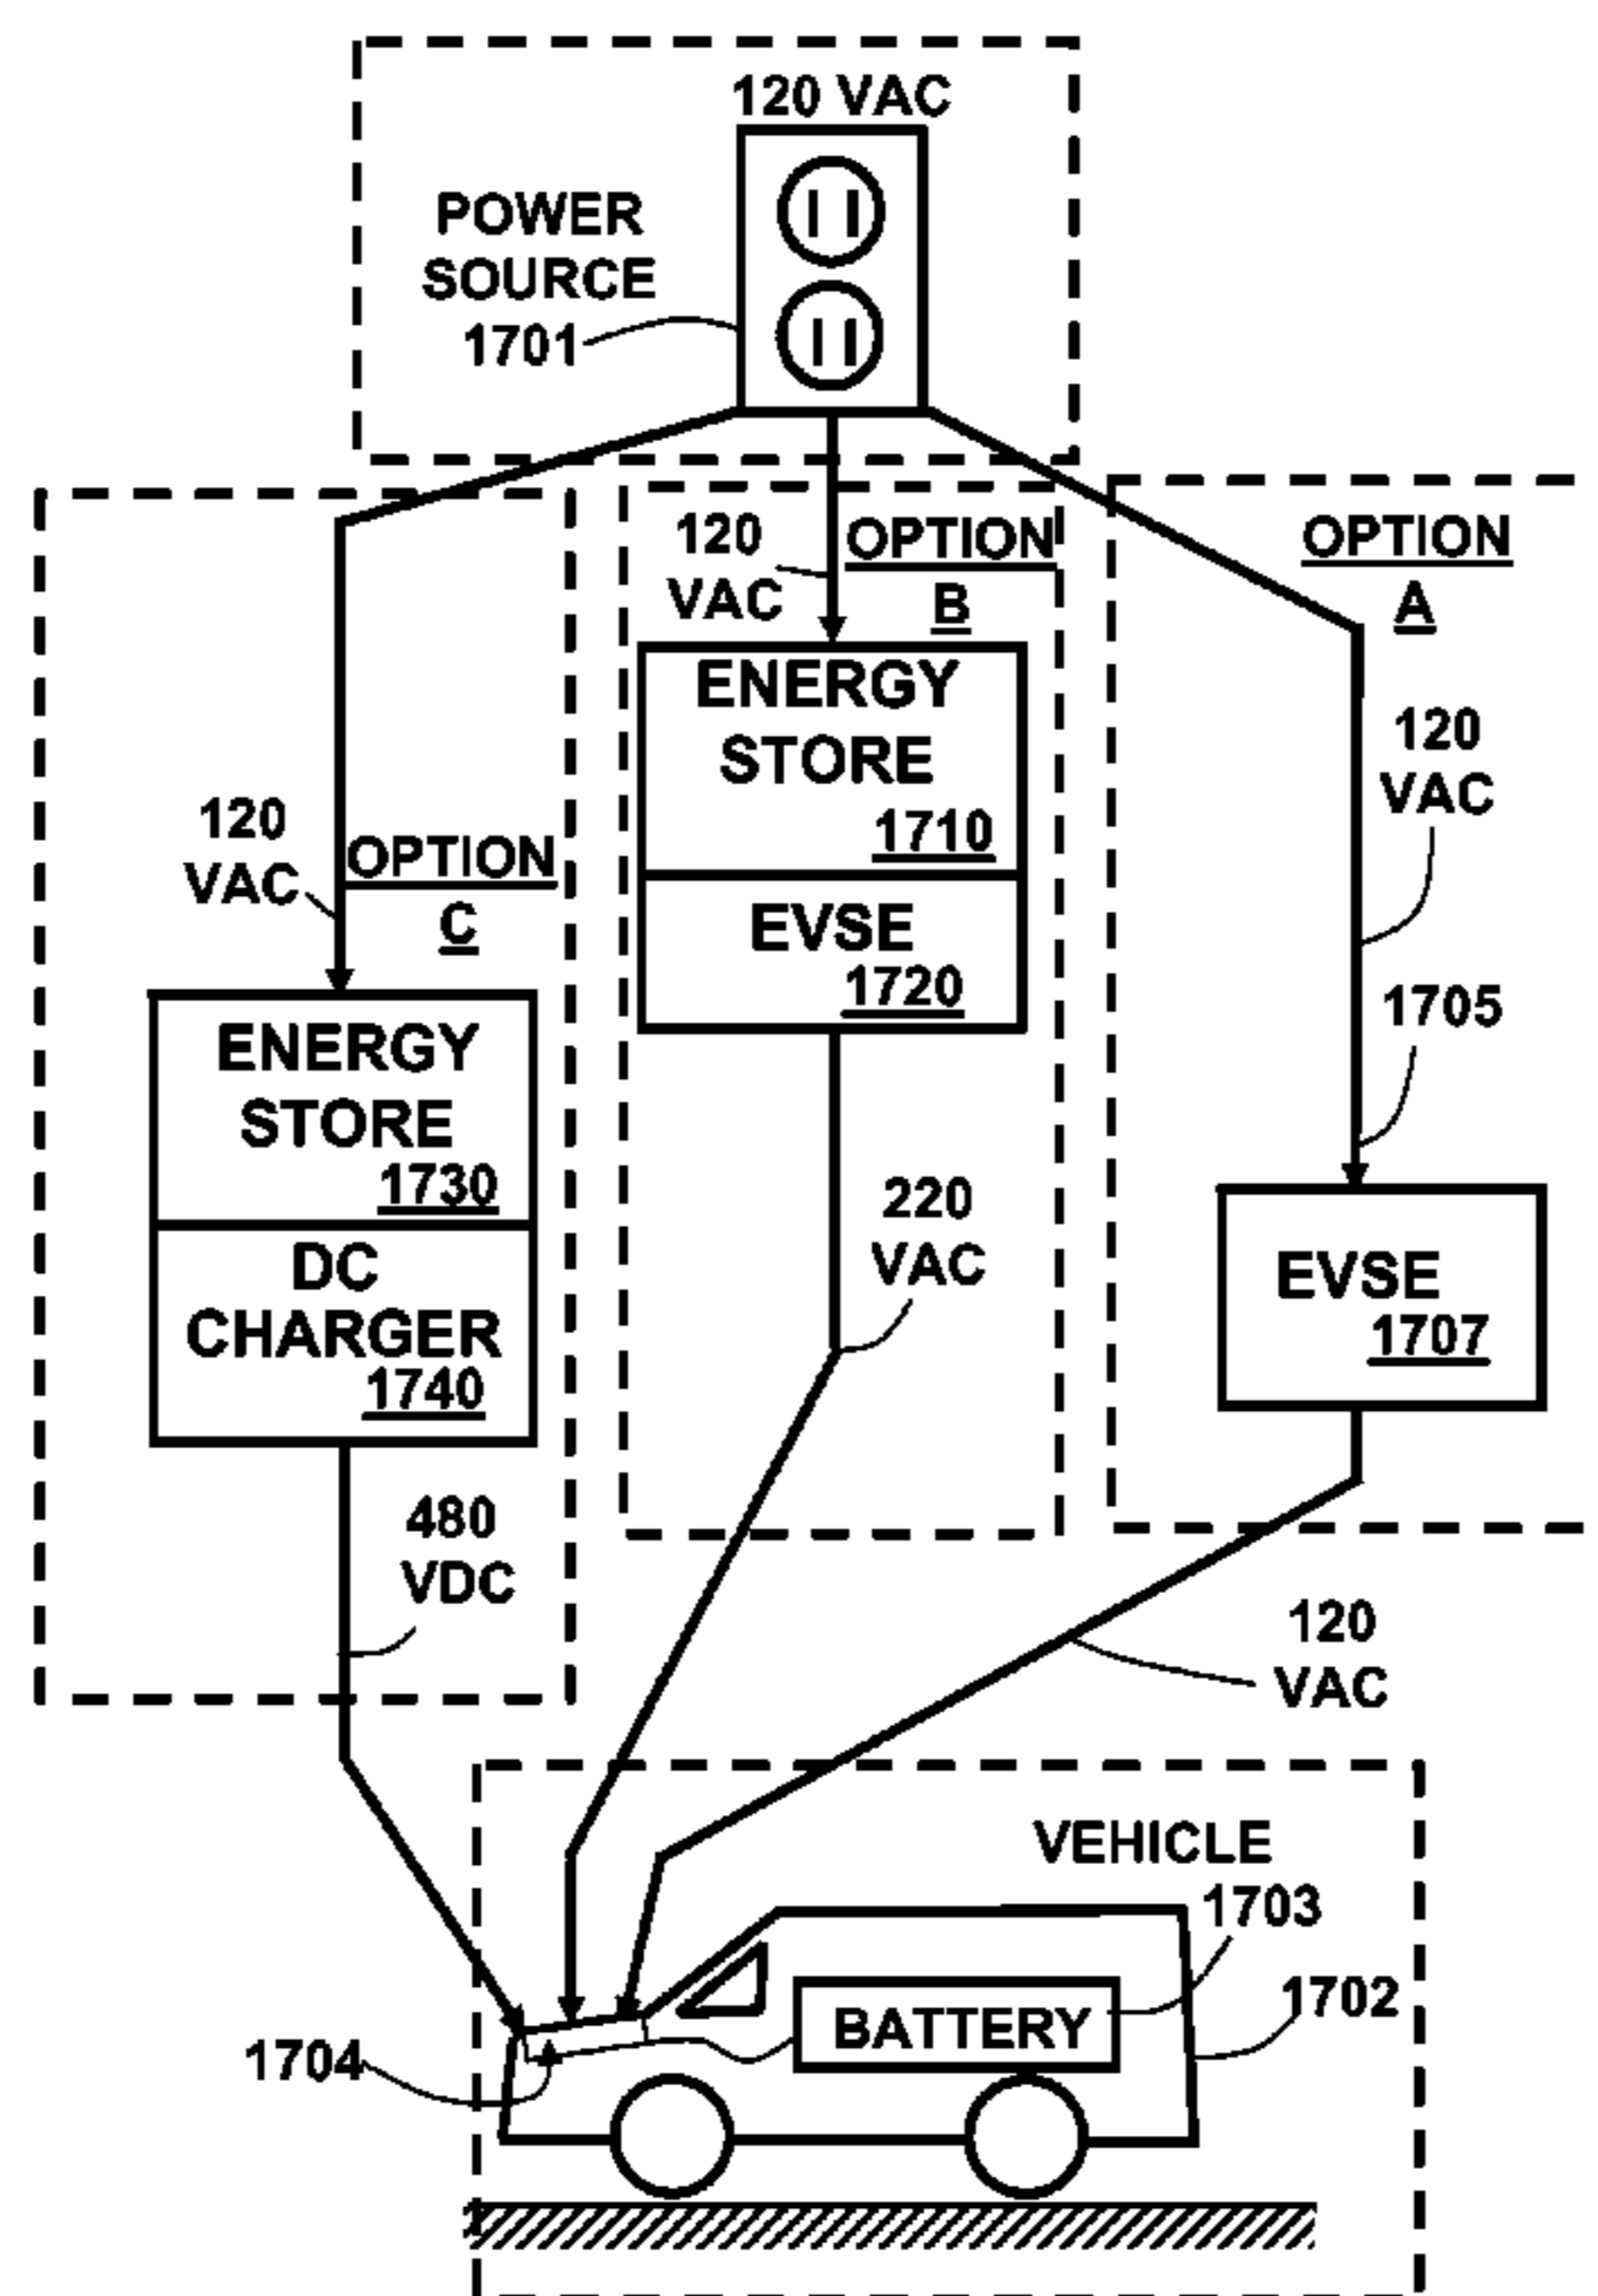 120 VAC
POWER
SOURCE
1701
OPTION
A
120
VAC
OPTION
B
ENERGY
STORE
1710
EVSE
1720
120
VAC
1705
120
VAC
OPTION
C
ENERGY
STORE
1730
DC
CHARGER
1740
220
VAC
EVSE
1707
480
VDC
120
VAC
VEHICLE
1703
1702
BATTERY
1704